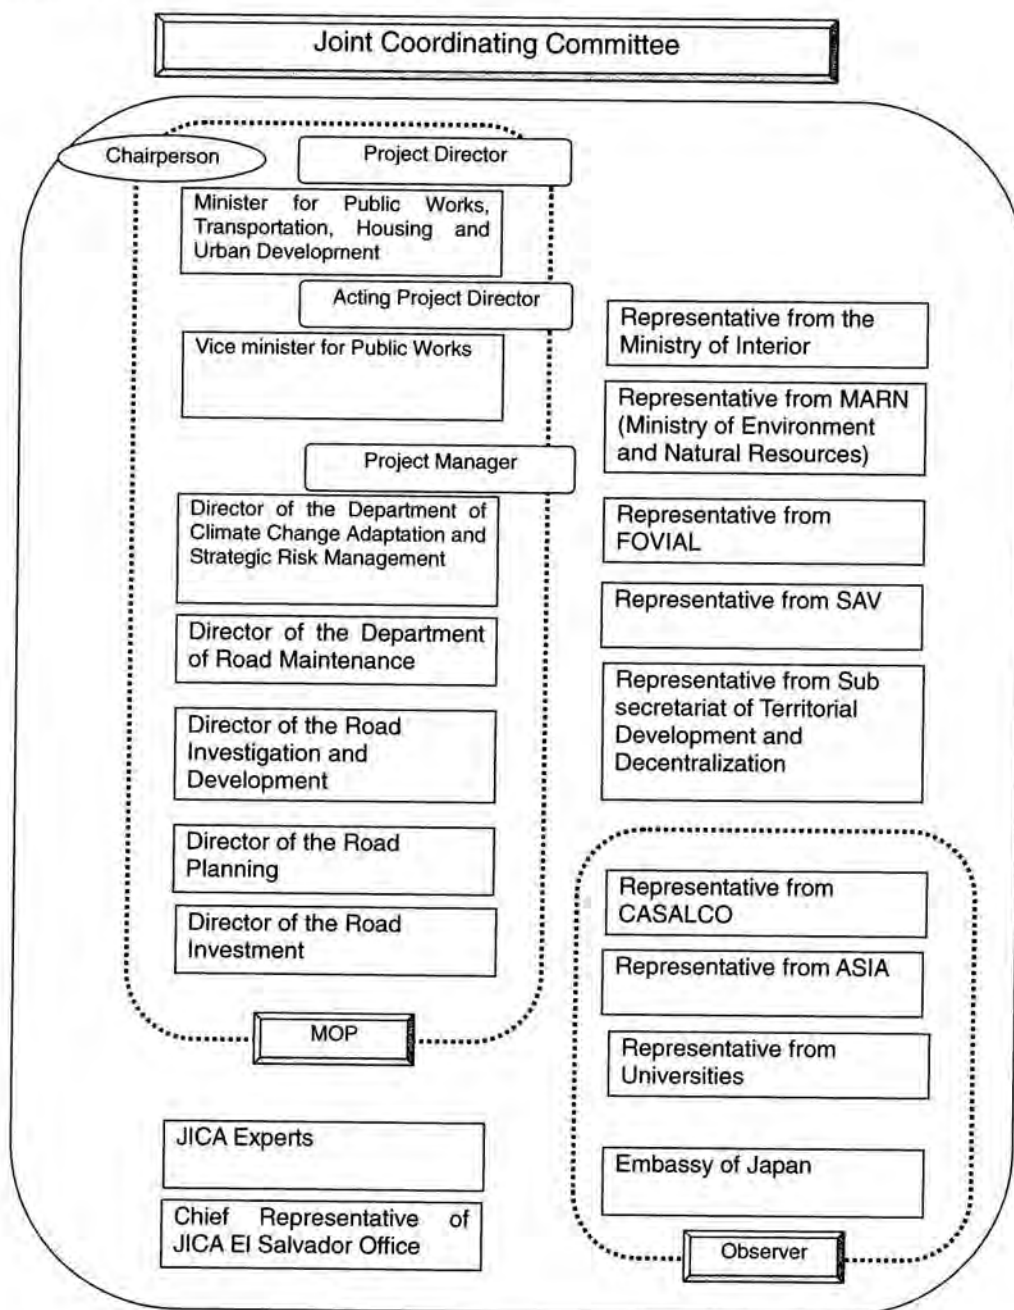 Joint Coordinating Committee
Chairperson
Project Director
Minister for Public Works,
Transportation, Housing and
Urban Development
Acting Project Director
Vice minister for Public Works
Project Manager
Director of the Department of
Climate Change Adaptation and
Strategic Risk Management
Director of the Department
of Road Maintenance
Director of the Road
Investigation and
Development
Director of the Road
Planning
Director of the Road
Investment
MOP
JICA Experts
Chief Representative of
JICA El Salvador Office
Representative from the
Ministry of Interior
Representative from MARN
(Ministry of Environment
and Natural Resources)
Representative from
FOVIAL
Representative from SAV
Representative from Sub
secretariat of Territorial
Development and
Decentralization
Representative from
CASALCO
Representative from ASIA
Representative from
Universities
Embassy of Japan
Observer